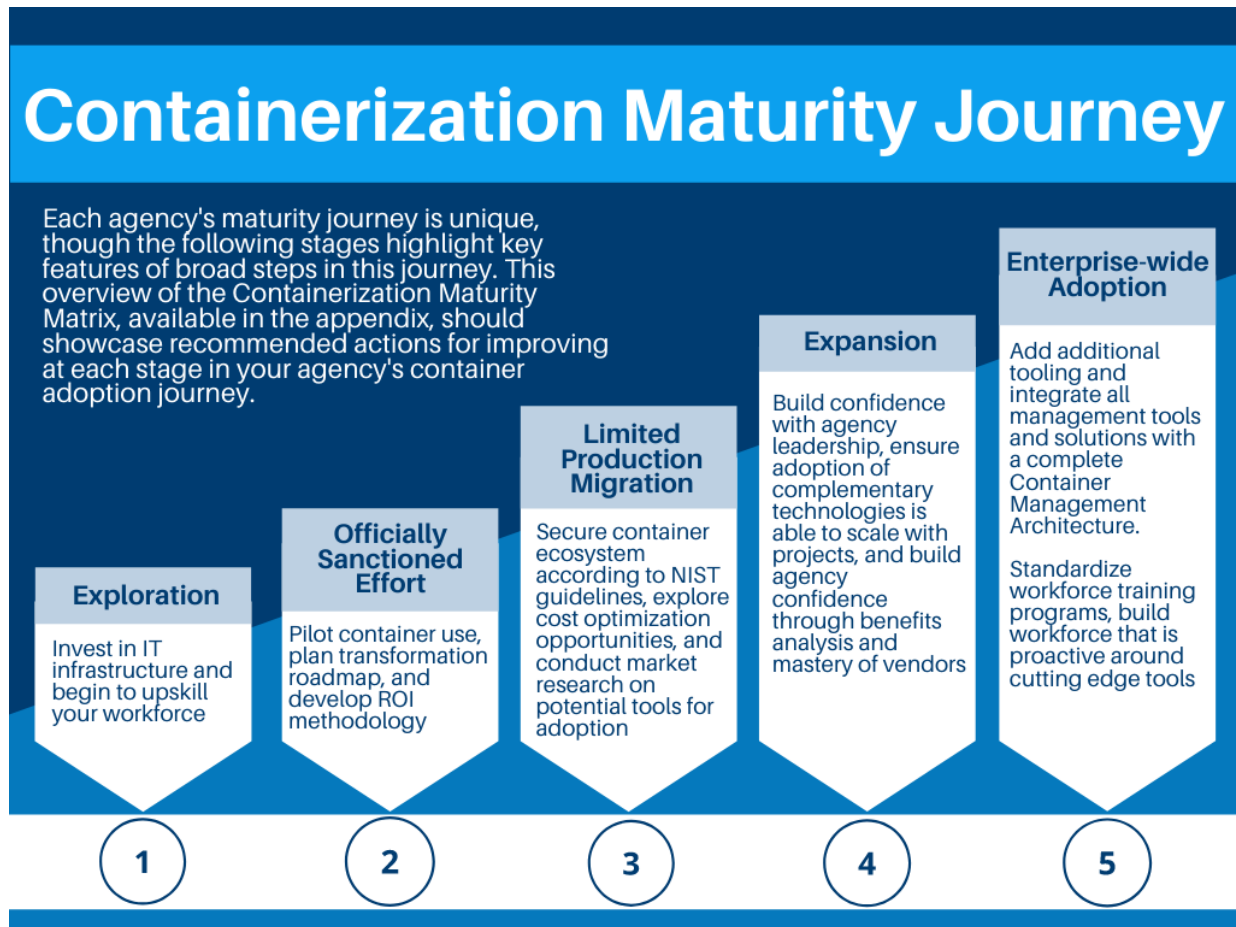 Containerization Maturity Journey
Each agency's maturity journey is unique,
though the following stages highlight key
features of broad steps in this journey. This
overview of the Containerization Maturity
Matrix, available in the appendix, should
showcase recommended actions for improving
at each stage in your agency's container
adoption journey.
Exploration
Invest in IT
infrastructure and
begin to upskill
your workforce
1
Officially
Sanctioned
Effort
Pilot container use,
plan transformation
roadmap, and
develop ROI
methodology
2
Limited
Production
Migration
Secure container
ecosystem
according to NIST
guidelines, explore
cost optimization
opportunities, and
conduct market
research on
potential tools for
adoption
3
Expansion
Build confidence
with agency
leadership, ensure
adoption of
complementary
technologies is
able to scale with
projects, and build
agency
confidence
through benefits
analysis and
mastery of vendors
4
Enterprise-wide
Adoption
Add additional
tooling and
integrate all
management tools
and solutions with
a complete
Container
Management
Architecture.
Standardize
workforce training
programs, build
workforce that is
proactive around
cutting edge tools
5